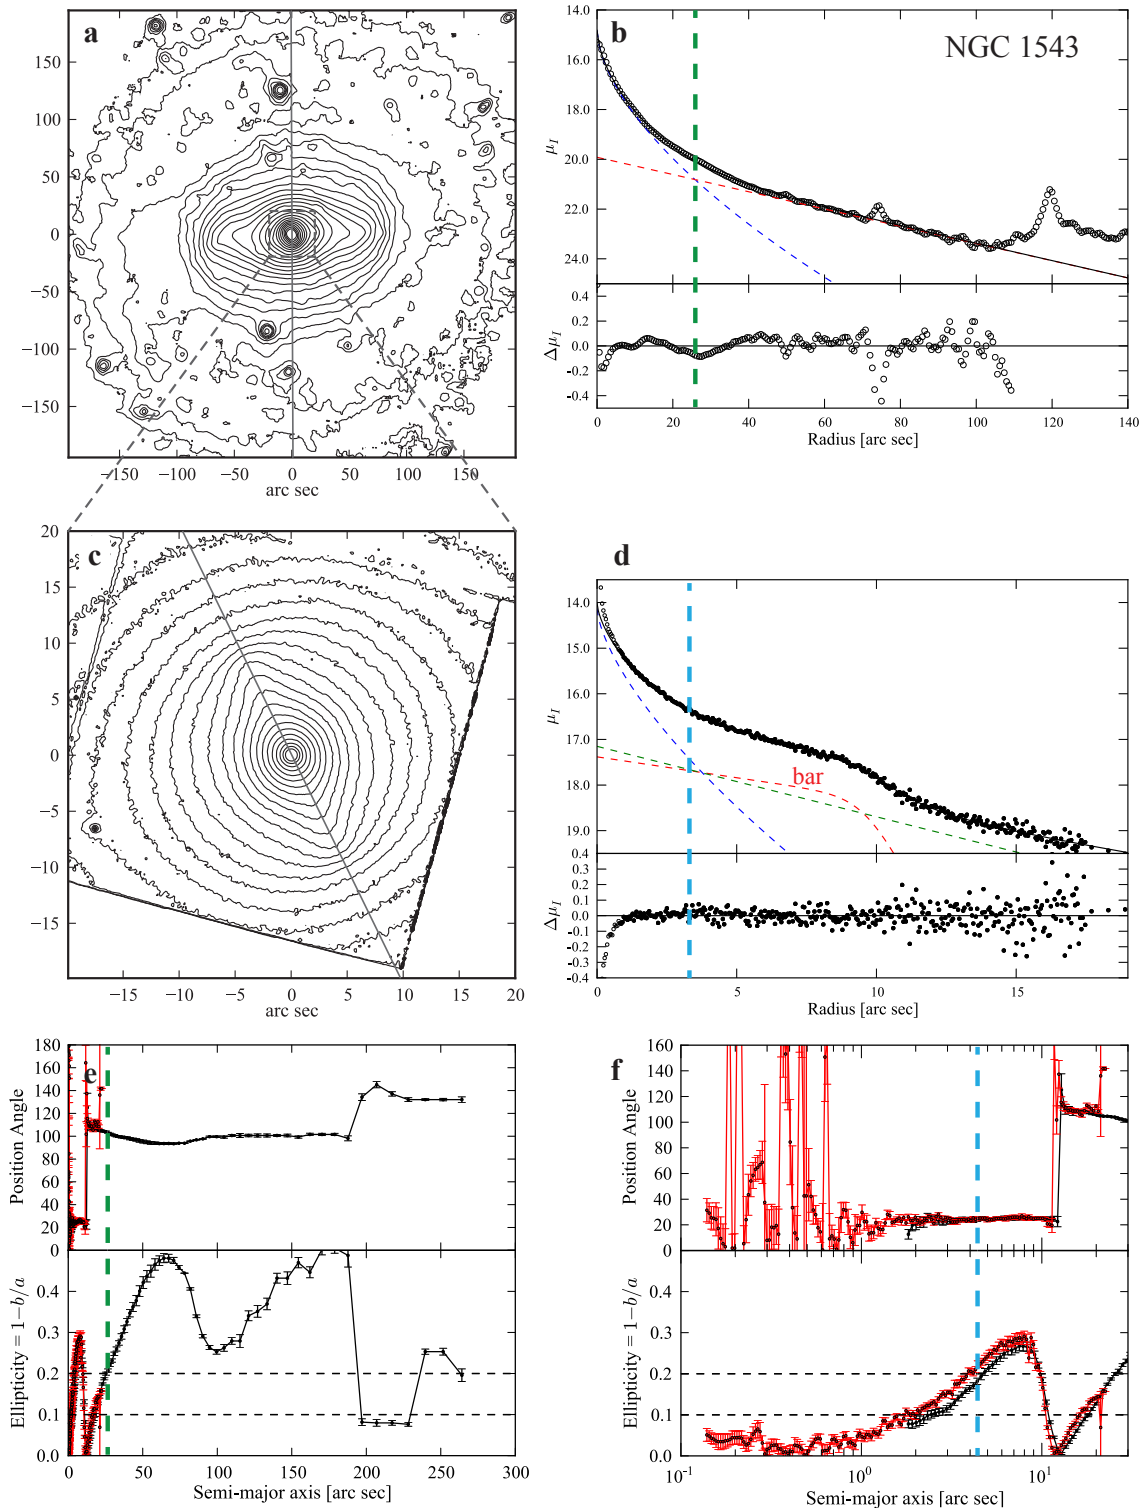 a
150
100
50
0
−50
−100
−150
−150 −100 −50 0 50 100 150
arc sec
b
NGC 1543
14.0
16.0
18.0
20.0
22.0
24.0
μI
0.4
0.2
0.0
−0.2
−0.4
ΔμI
0 20 40 60 80 100 120 140
Radius [arc sec]
c
20
15
10
5
0
−5
−10
−15
−15 −10 −5 0 5 10 15 20
arc sec
d
14.0
15.0
16.0
17.0
18.0
19.0
μI
bar
0.4
0.3
0.2
0.1
0.0
−0.1
−0.2
−0.3
−0.4
ΔμI
0 5 10 15
Radius [arc sec]
e
180
160
140
120
100
80
60
40
20
0
Position Angle
0.4
0.3
0.2
0.1
0.0
Ellipticity = 1−b/a
0 50 100 150 200 250 300
Semi-major axis [arc sec]
f
160
140
120
100
80
60
40
20
0
Position Angle
0.4
0.3
0.2
0.1
0.0
Ellipticity = 1−b/a
10⁻¹ 10⁰ 10¹
Semi-major axis [arc sec]